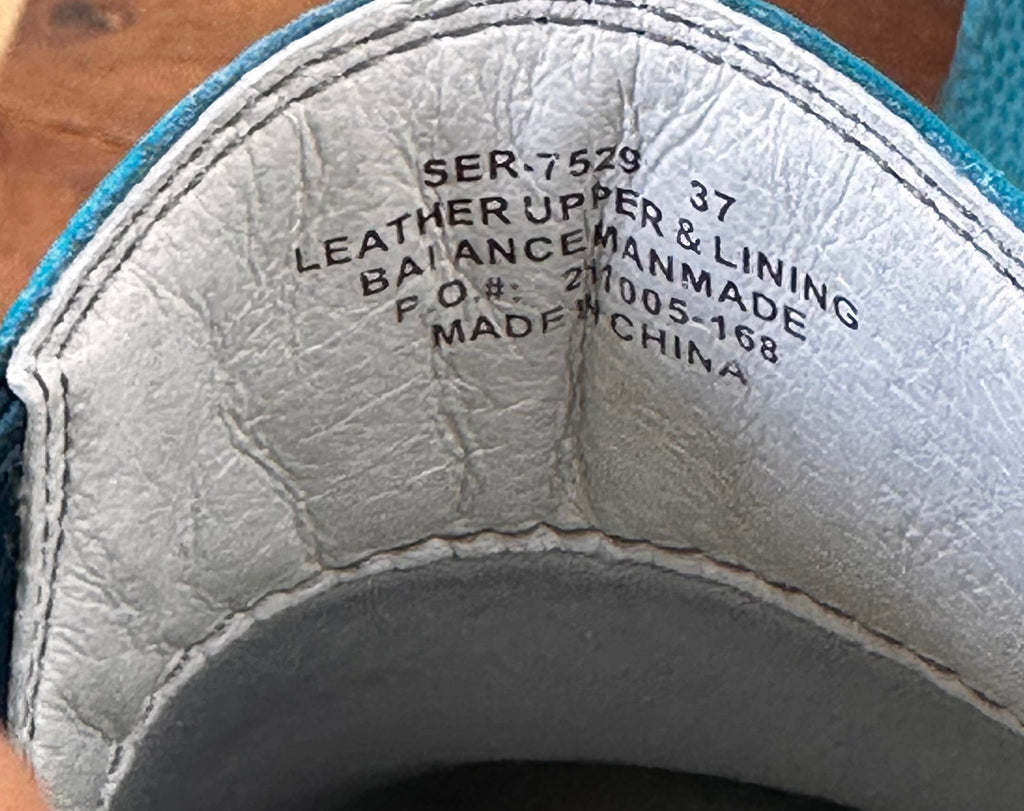 SER-7529 37
LEATHER UPPER & LINING
BALANCE MANMADE
P.O.#: 211005-168
MADE IN CHINA